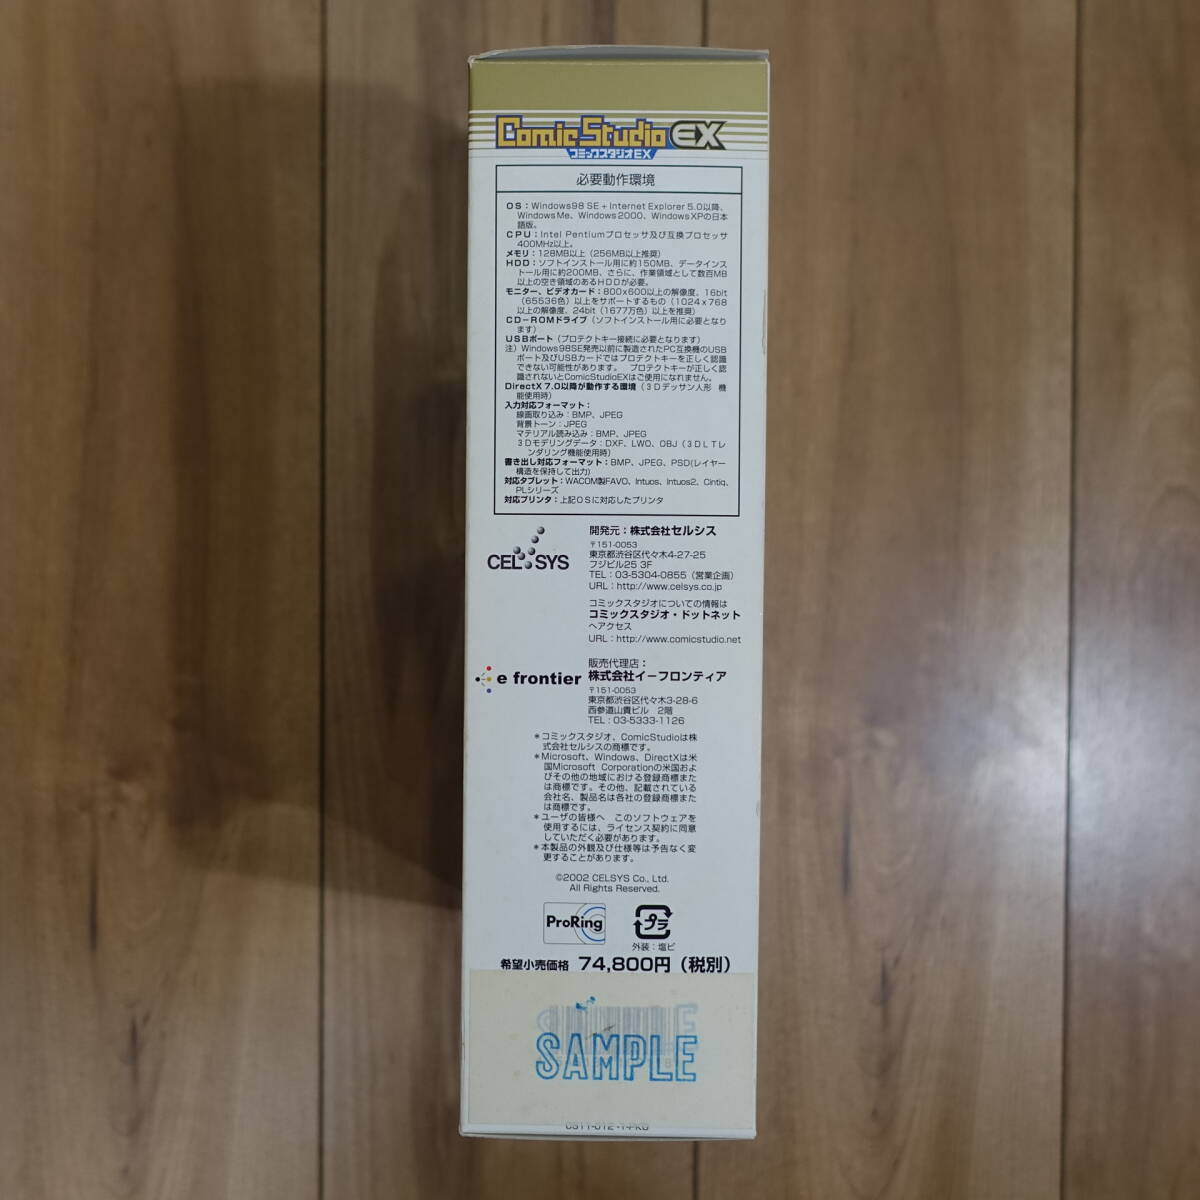 Comic Studio EX
コミックスタジオEX
必要動作環境
OS：Windows98 SE + Internet Explorer 5.0以降、
Windows Me、Windows2000、WindowsXPの日本
語版。
CPU：Intel Pentiumプロセッサ及び互換プロセッサ
400MHz以上。
メモリ：128MB以上（256MB以上推奨）
HDD：ソフトインストール用に約150MB、データインス
トール用に約200MB、さらに、作業領域として数百MB
以上の空き領域のあるHDDが必要。
モニター、ビデオカード：800x600以上の解像度、16bit
（65536色）以上をサポートするもの（1024 x 768
以上の解像度、24bit（1677万色）以上を推奨）
CD-ROMドライブ（ソフトインストール用に必要となり
ます）
USBポート（プロテクトキー接続に必要となります）
注）Windows98SE発売以前に製造されたPC互換機のUSB
ポート及びUSBカードではプロテクトキーを正しく認識
できない可能性があります。 プロテクトキーが正しく認
識されないとComicStudioEXはご使用になれません。
DirectX 7.0以降が動作する環境（3Dデッサン人形 機
能使用時）
入力対応フォーマット：
線画取り込み：BMP、JPEG
背景トーン：JPEG
マテリアル読み込み：BMP、JPEG
3Dモデリングデータ：DXF、LWO、OBJ（3DLTレ
ンダリング機能使用時）
書き出し対応フォーマット：BMP、JPEG、PSD(レイヤー
構造を保持して出力)
対応タブレット：WACOM製FAVO、Intuos、Intuos2、Cintiq、
PLシリーズ
対応プリンタ：上記OSに対応したプリンタ
CELSYS
開発元：株式会社セルシス
〒151-0053
東京都渋谷区代々木4-27-25
フジビル25 3F
TEL：03-5304-0855（営業企画）
URL：http://www.celsys.co.jp
コミックスタジオについての情報は
コミックスタジオ・ドットネット
へアクセス
URL：http://www.comicstudio.net
e frontier
販売代理店：
株式会社イーフロンティア
〒151-0053
東京都渋谷区代々木3-28-6
西参道山貴ビル 2階
TEL：03-5333-1126
＊コミックスタジオ、ComicStudioは株
式会社セルシスの商標です。
＊Microsoft、Windows、DirectXは米
国Microsoft Corporationの米国およ
びその他の地域における登録商標また
は商標です。その他、記載されている
会社名、製品名は各社の登録商標また
は商標です。
＊ユーザの皆様へ このソフトウェアを
使用するには、ライセンス契約に同意
していただく必要があります。
＊本製品の外観及び仕様等は予告なく変
更することがあります。
©2002 CELSYS Co., Ltd.
All Rights Reserved.
ProRing
プラ
外装：塩ビ
希望小売価格 74,800円（税別）
SAMPLE